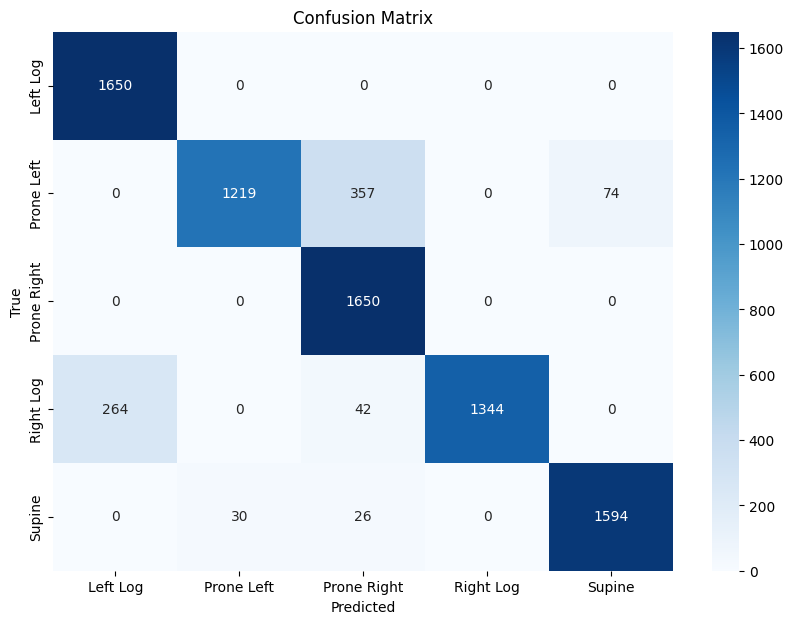 Confusion Matrix
True
Left Log 1650 0 0 0 0
Prone Left 0 1219 357 0 74
Prone Right 0 0 1650 0 0
Right Log 264 0 42 1344 0
Supine 0 30 26 0 1594
Left Log Prone Left Prone Right Right Log Supine
Predicted
1600
1400
1200
1000
800
600
400
200
0